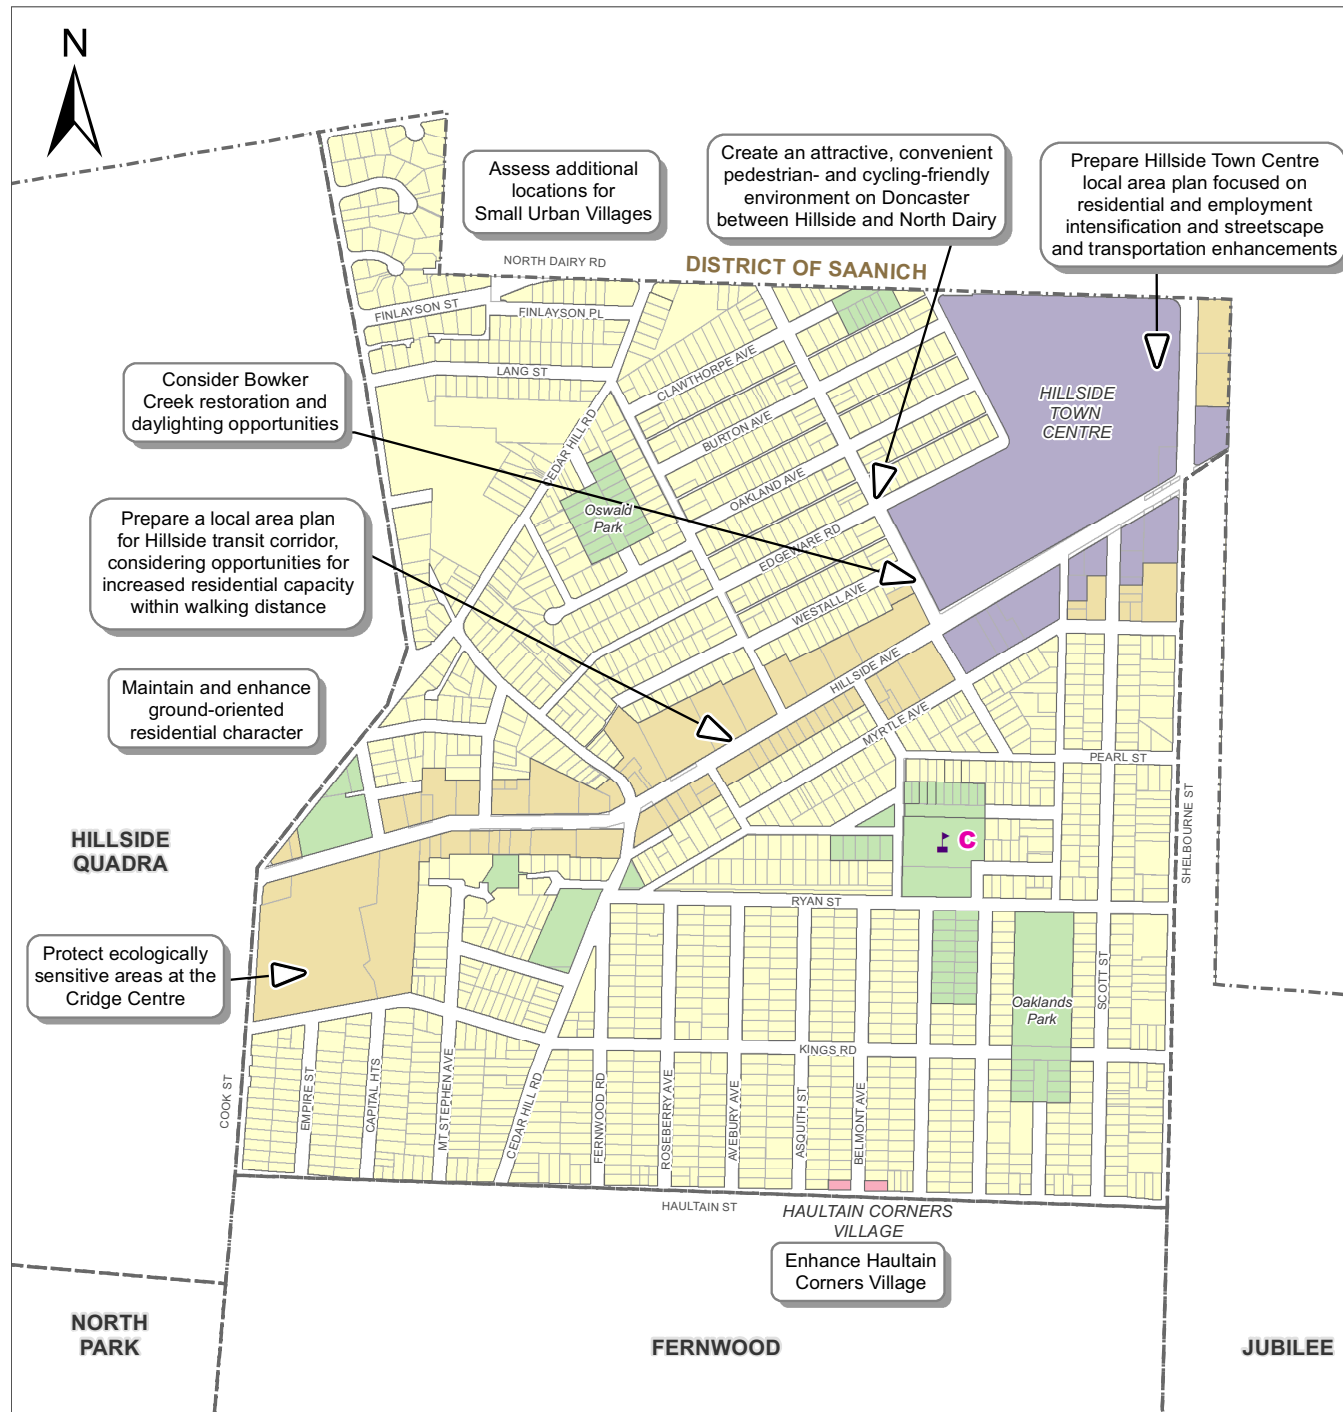 N
Assess additional
locations for
Small Urban Villages
Create an attractive, convenient
pedestrian- and cycling-friendly
environment on Doncaster
between Hillside and North Dairy
Prepare Hillside Town Centre
local area plan focused on
residential and employment
intensification and streetscape
and transportation enhancements
NORTH DAIRY RD
DISTRICT OF SAANICH
FINLAYSON ST
FINLAYSON PL
LANG ST
CLAWTHORPE AVE
BURTON AVE
OAKLAND AVE
EDGEWARE RD
WESTALL AVE
CEDAR HILL RD
HILLSIDE
TOWN
CENTRE
Consider Bowker
Creek restoration and
daylighting opportunities
Oswald
Park
Prepare a local area plan
for Hillside transit corridor,
considering opportunities for
increased residential capacity
within walking distance
HILLSIDE AVE
MYRTLE AVE
Maintain and enhance
ground-oriented
residential character
PEARL ST
SHELBOURNE ST
HILLSIDE
QUADRA
C
RYAN ST
Protect ecologically
sensitive areas at the
Cridge Centre
Oaklands
Park
SCOTT ST
KINGS RD
COOK ST
EMPIRE ST
CAPITAL HTS
MT STEPHEN AVE
CEDAR HILL RD
FERNWOOD RD
ROSEBERRY AVE
AVEBURY AVE
ASQUITH ST
BELMONT AVE
HAULTAIN ST
HAULTAIN CORNERS
VILLAGE
Enhance Haultain
Corners Village
NORTH
PARK
FERNWOOD
JUBILEE